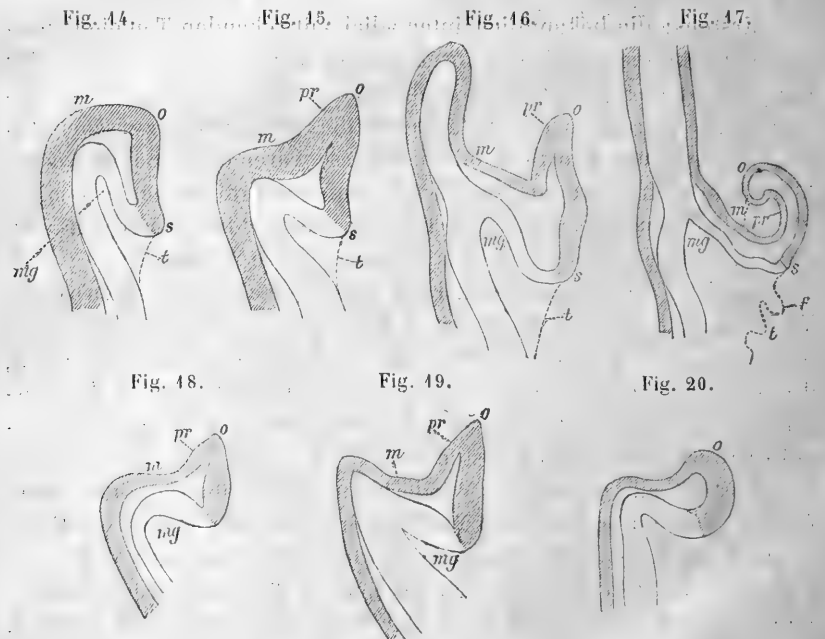 Fig. 14. Fig. 15. Fig. 16. Fig. 17.
m o mg s t
pr o m s t
pr o m mg s t
o m pr mg s f t
Fig. 18. Fig. 19. Fig. 20.
pr o m mg
pr o m mg
o